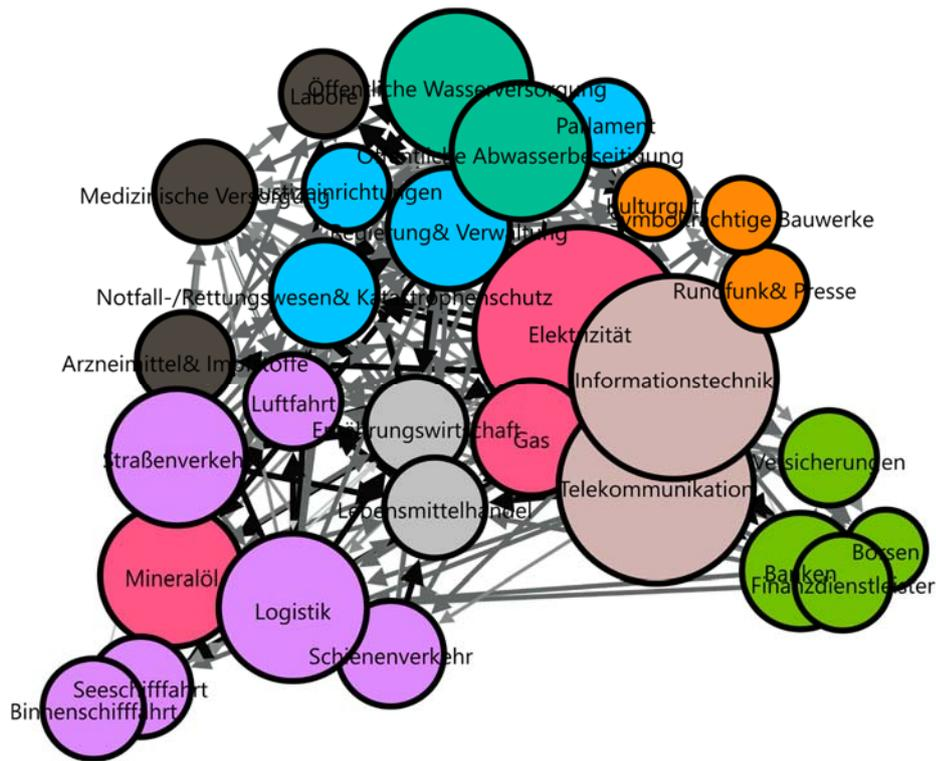 Öffentliche Wasserversorgung
Labore
Parlament
Öffentliche Abwasserbeseitigung
Justizeinrichtungen
Medizinische Versorgung
Kulturgut
Symbolträchtige Bauwerke
Regierung& Verwaltung
Rundfunk& Presse
Notfall-/Rettungswesen& Katastrophenschutz
Elektrizität
Arzneimittel& Impfstoffe
Informationstechnik
Luftfahrt
Ernährungswirtschaft
Gas
Straßenverkehr
Versicherungen
Telekommunikation
Lebensmittelhandel
Börsen
Banken
Mineralöl
Finanzdienstleister
Logistik
Schienenverkehr
Seeschifffahrt
Binnenschifffahrt